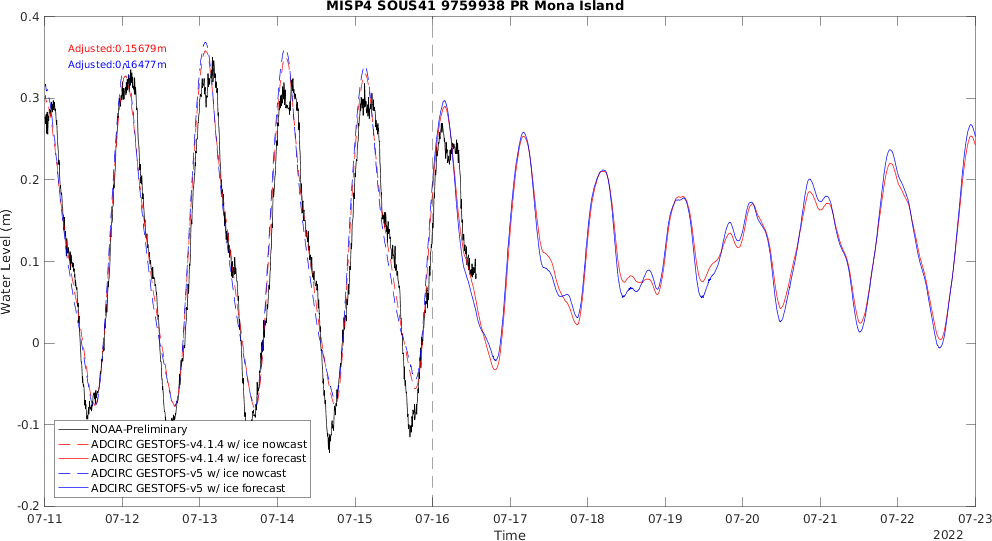 MISP4 SOUS41 9759938 PR Mona Island
0.4
0.3
0.2
0.1
0
-0.1
-0.2
Water Level (m)
Adjusted:0.15679m
Adjusted:0.16477m
NOAA-Preliminary
ADCIRC GESTOFS-v4.1.4 w/ ice nowcast
ADCIRC GESTOFS-v4.1.4 w/ ice forecast
ADCIRC GESTOFS-v5 w/ ice nowcast
ADCIRC GESTOFS-v5 w/ ice forecast
07-11 07-12 07-13 07-14 07-15 07-16 07-17 07-18 07-19 07-20 07-21 07-22 07-23
Time
2022